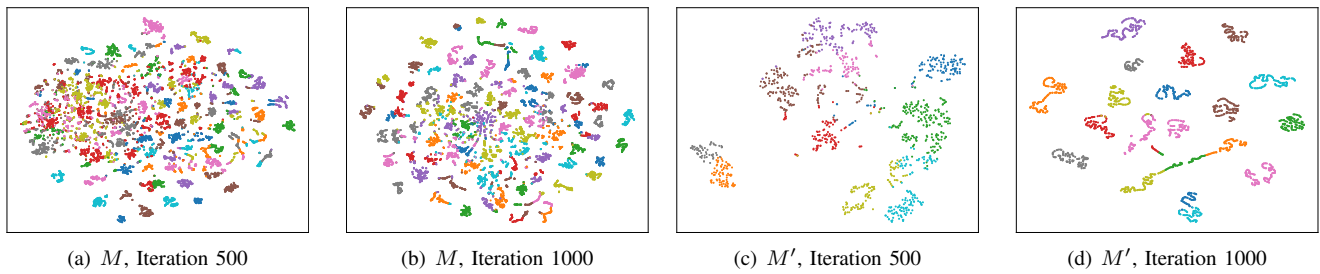 (a) M, Iteration 500
(b) M, Iteration 1000
(c) M′, Iteration 500
(d) M′, Iteration 1000